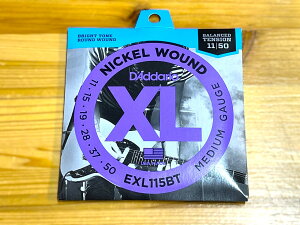 BRIGHT TONE
ROUND WOUND
BALANCED
TENSION
11|50
NICKEL WOUND
D'Addario
XL
11·15·19·28·37·50
MEDIUM GAUGE
EXL115BT